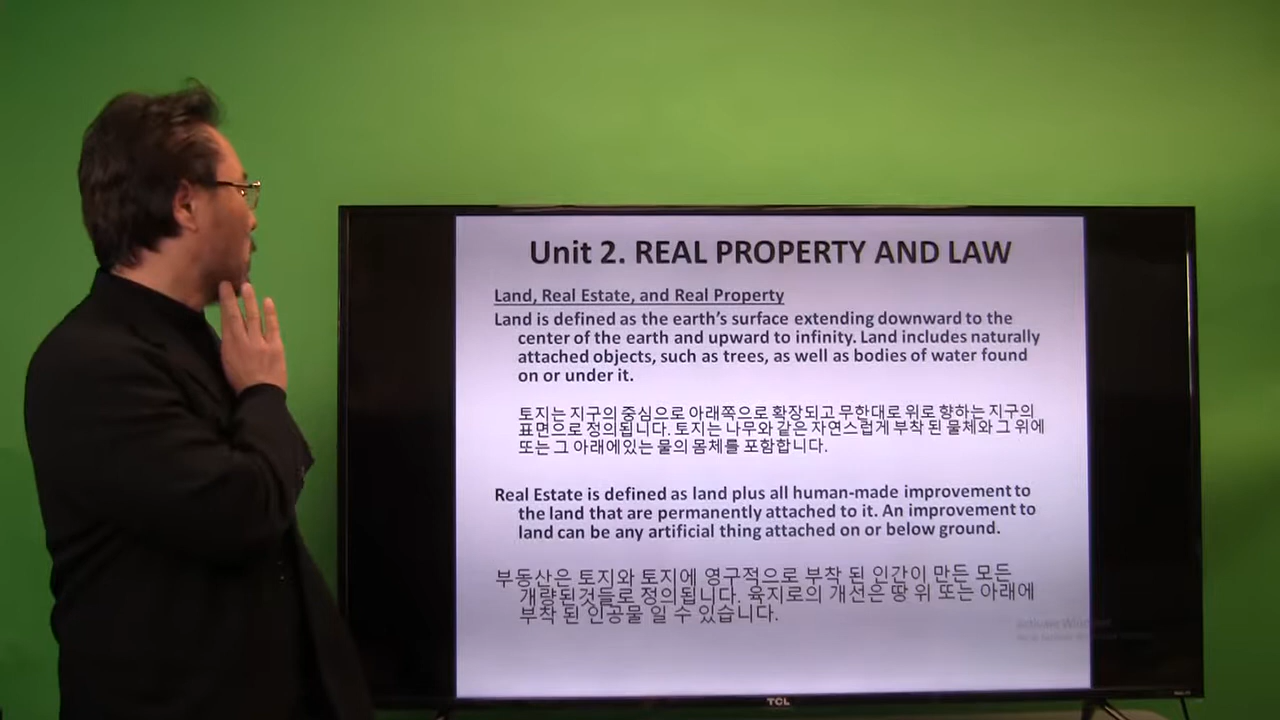 Unit 2. REAL PROPERTY AND LAW
Land, Real Estate, and Real Property
Land is defined as the earth's surface extending downward to the
center of the earth and upward to infinity. Land includes naturally
attached objects, such as trees, as well as bodies of water found
on or under it.
토지는 지구의 중심으로 아래쪽으로 확장되고 무한대로 위로 향하는 지구의
표면으로 정의됩니다. 토지는 나무와 같은 자연스럽게 부착 된 물체와 그 위에
또는 그 아래에있는 물의 몸체를 포함합니다.
Real Estate is defined as land plus all human-made improvement to
the land that are permanently attached to it. An improvement to
land can be any artificial thing attached on or below ground.
부동산은 토지와 토지에 영구적으로 부착 된 인간이 만든 모든
개량된것들로 정의됩니다. 육지로의 개선은 땅 위 또는 아래에
부착 된 인공물 일 수 있습니다.
Activate Windows
TCL